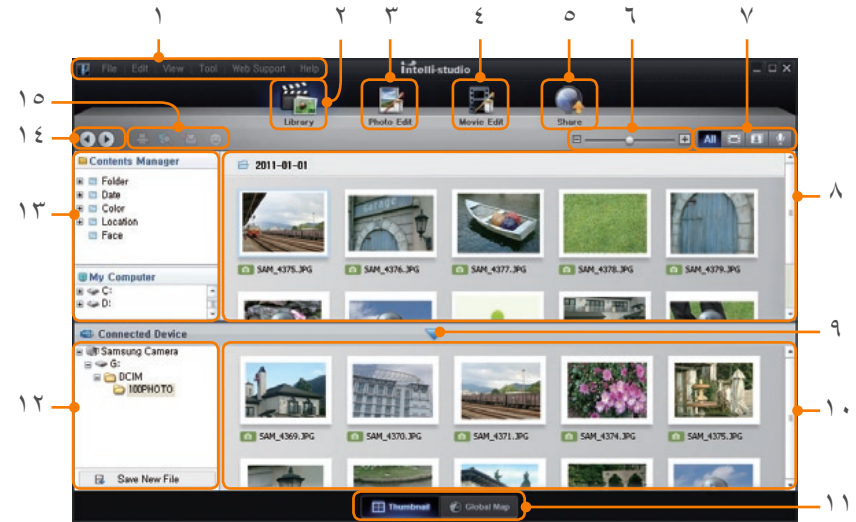 ١ ٢ ٣ ٤ ٥ ٦ ٧
File Edit View Tool Web Support Help
intelli-studio
Library Photo Edit Movie Edit Share
١٥
١٤
All
Contents Manager
2011-01-01
Folder
Date
Color
Location
Face
١٣
٨
SAM_4375.JPG SAM_4376.JPG SAM_4377.JPG SAM_4378.JPG SAM_4379.JPG
My Computer
C:
D:
٩
Connected Device
Samsung Camera
G:
DCIM
100PHOTO
١٢
١٠
SAM_4369.JPG SAM_4370.JPG SAM_4371.JPG SAM_4374.JPG SAM_4375.JPG
Save New File
Thumbnail Global Map
١١